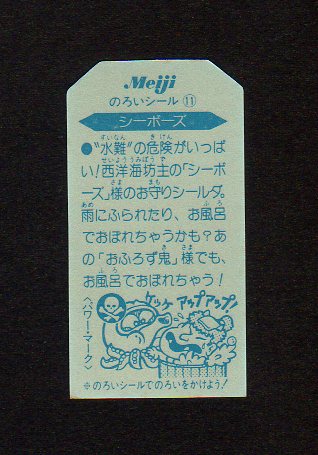 Meiji
のろいシール ⑪
シーボーズ
●“水難”の危険がいっぱ
い!西洋海坊主の「シーボ
ーズ」様のお守りシールダ。
雨にふられたり、お風呂
でおぼれちゃうかも?あ
の「おふろず鬼」様でも、
お風呂でおぼれちゃう!
ケッケ アップアップ!
〈パワー・マーク〉
※のろいシールでのろいをかけよう!